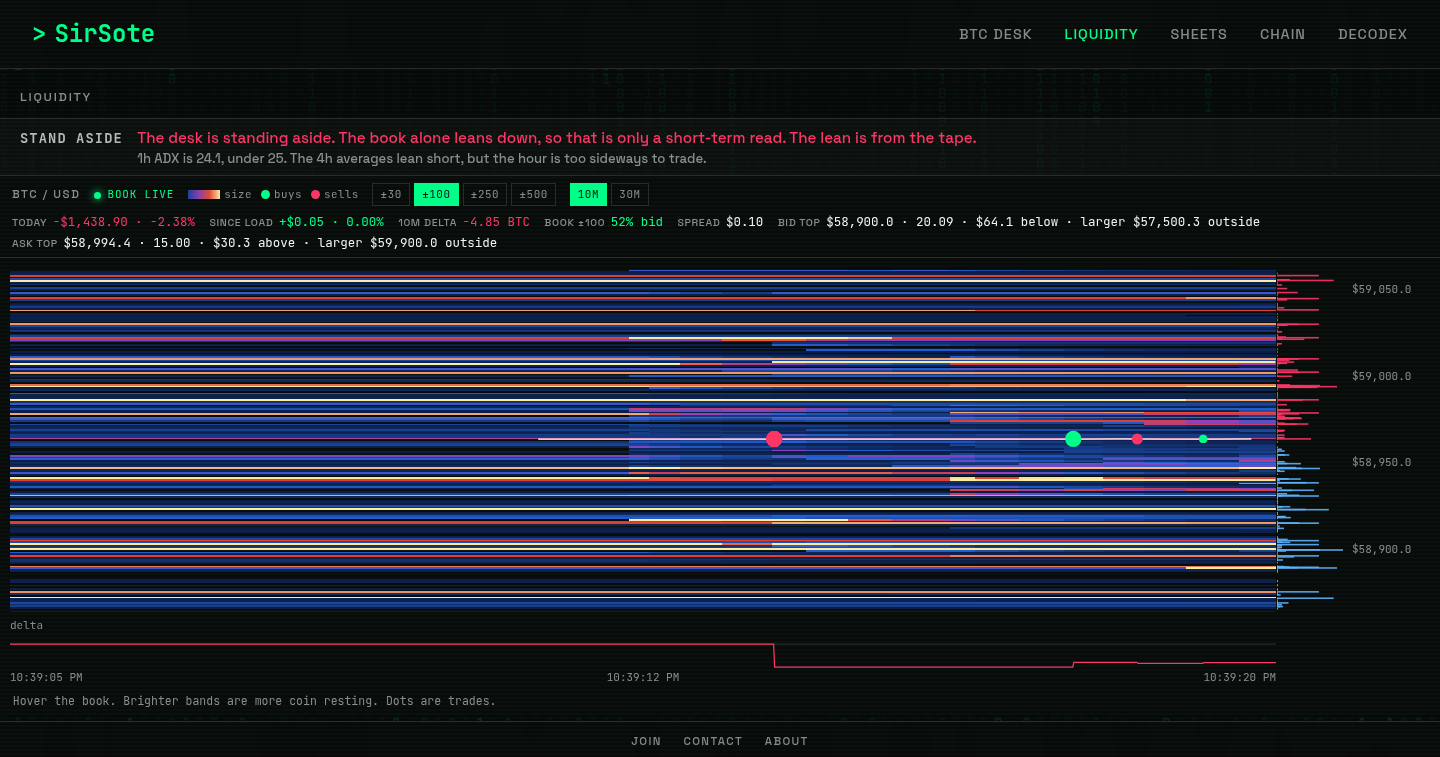 > SirSote
BTC DESK LIQUIDITY SHEETS CHAIN DECODEX
LIQUIDITY
STAND ASIDE The desk is standing aside. The book alone leans down, so that is only a short-term read. The lean is from the tape.
1h ADX is 24.1, under 25. The 4h averages lean short, but the hour is too sideways to trade.
BTC / USD BOOK LIVE size buys sells ±30 ±100 ±250 ±500 10M 30M
TODAY -$1,438.90 · -2.38% SINCE LOAD +$0.05 · 0.00% 10M DELTA -4.85 BTC BOOK ±100 52% bid SPREAD $0.10 BID TOP $58,900.0 · 20.09 · $64.1 below · larger $57,500.3 outside
ASK TOP $58,994.4 · 15.00 · $30.3 above · larger $59,900.0 outside
$59,050.0
$59,000.0
$58,950.0
$58,900.0
delta
10:39:05 PM 10:39:12 PM 10:39:20 PM
Hover the book. Brighter bands are more coin resting. Dots are trades.
JOIN CONTACT ABOUT